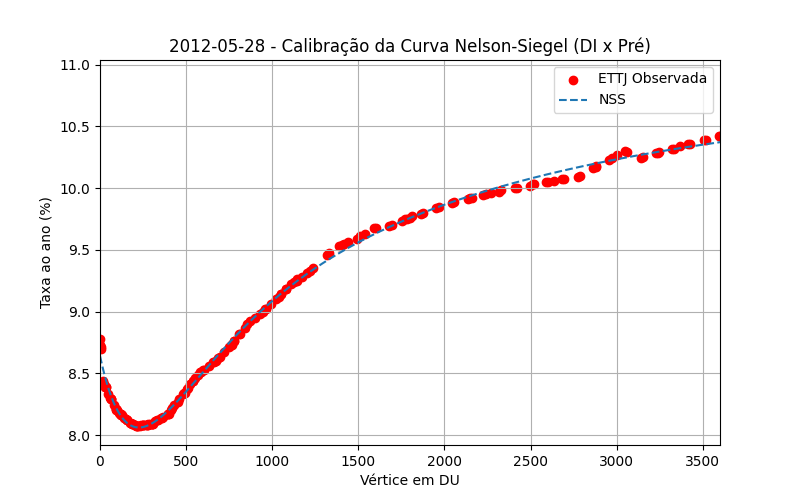 2012-05-28 - Calibração da Curva Nelson-Siegel (DI x Pré)
ETTJ Observada
NSS
Taxa ao ano (%)
11.0
10.5
10.0
9.5
9.0
8.5
8.0
0 500 1000 1500 2000 2500 3000 3500
Vértice em DU